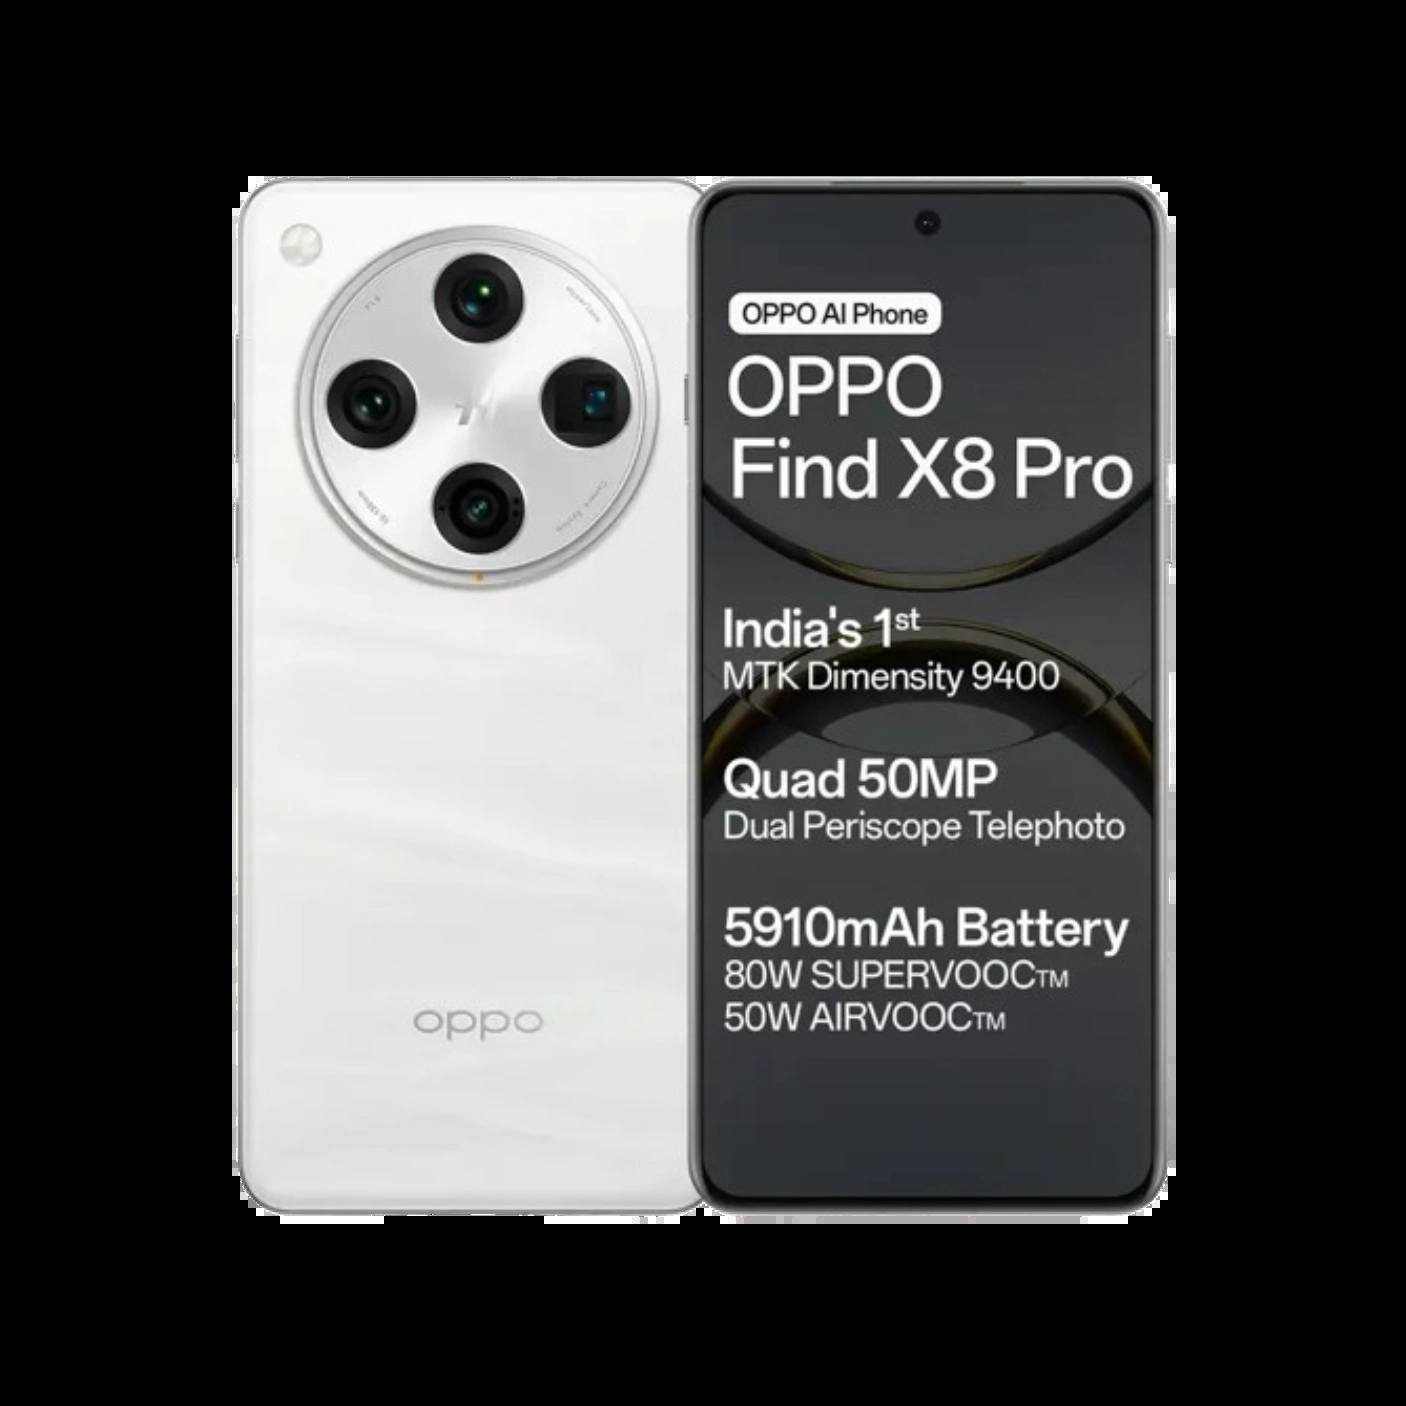 OPPO AI Phone
OPPO
Find X8 Pro
India's 1st
MTK Dimensity 9400
Quad 50MP
Dual Periscope Telephoto
5910mAh Battery
80W SUPERVOOC™
50W AIRVOOC™
oppo